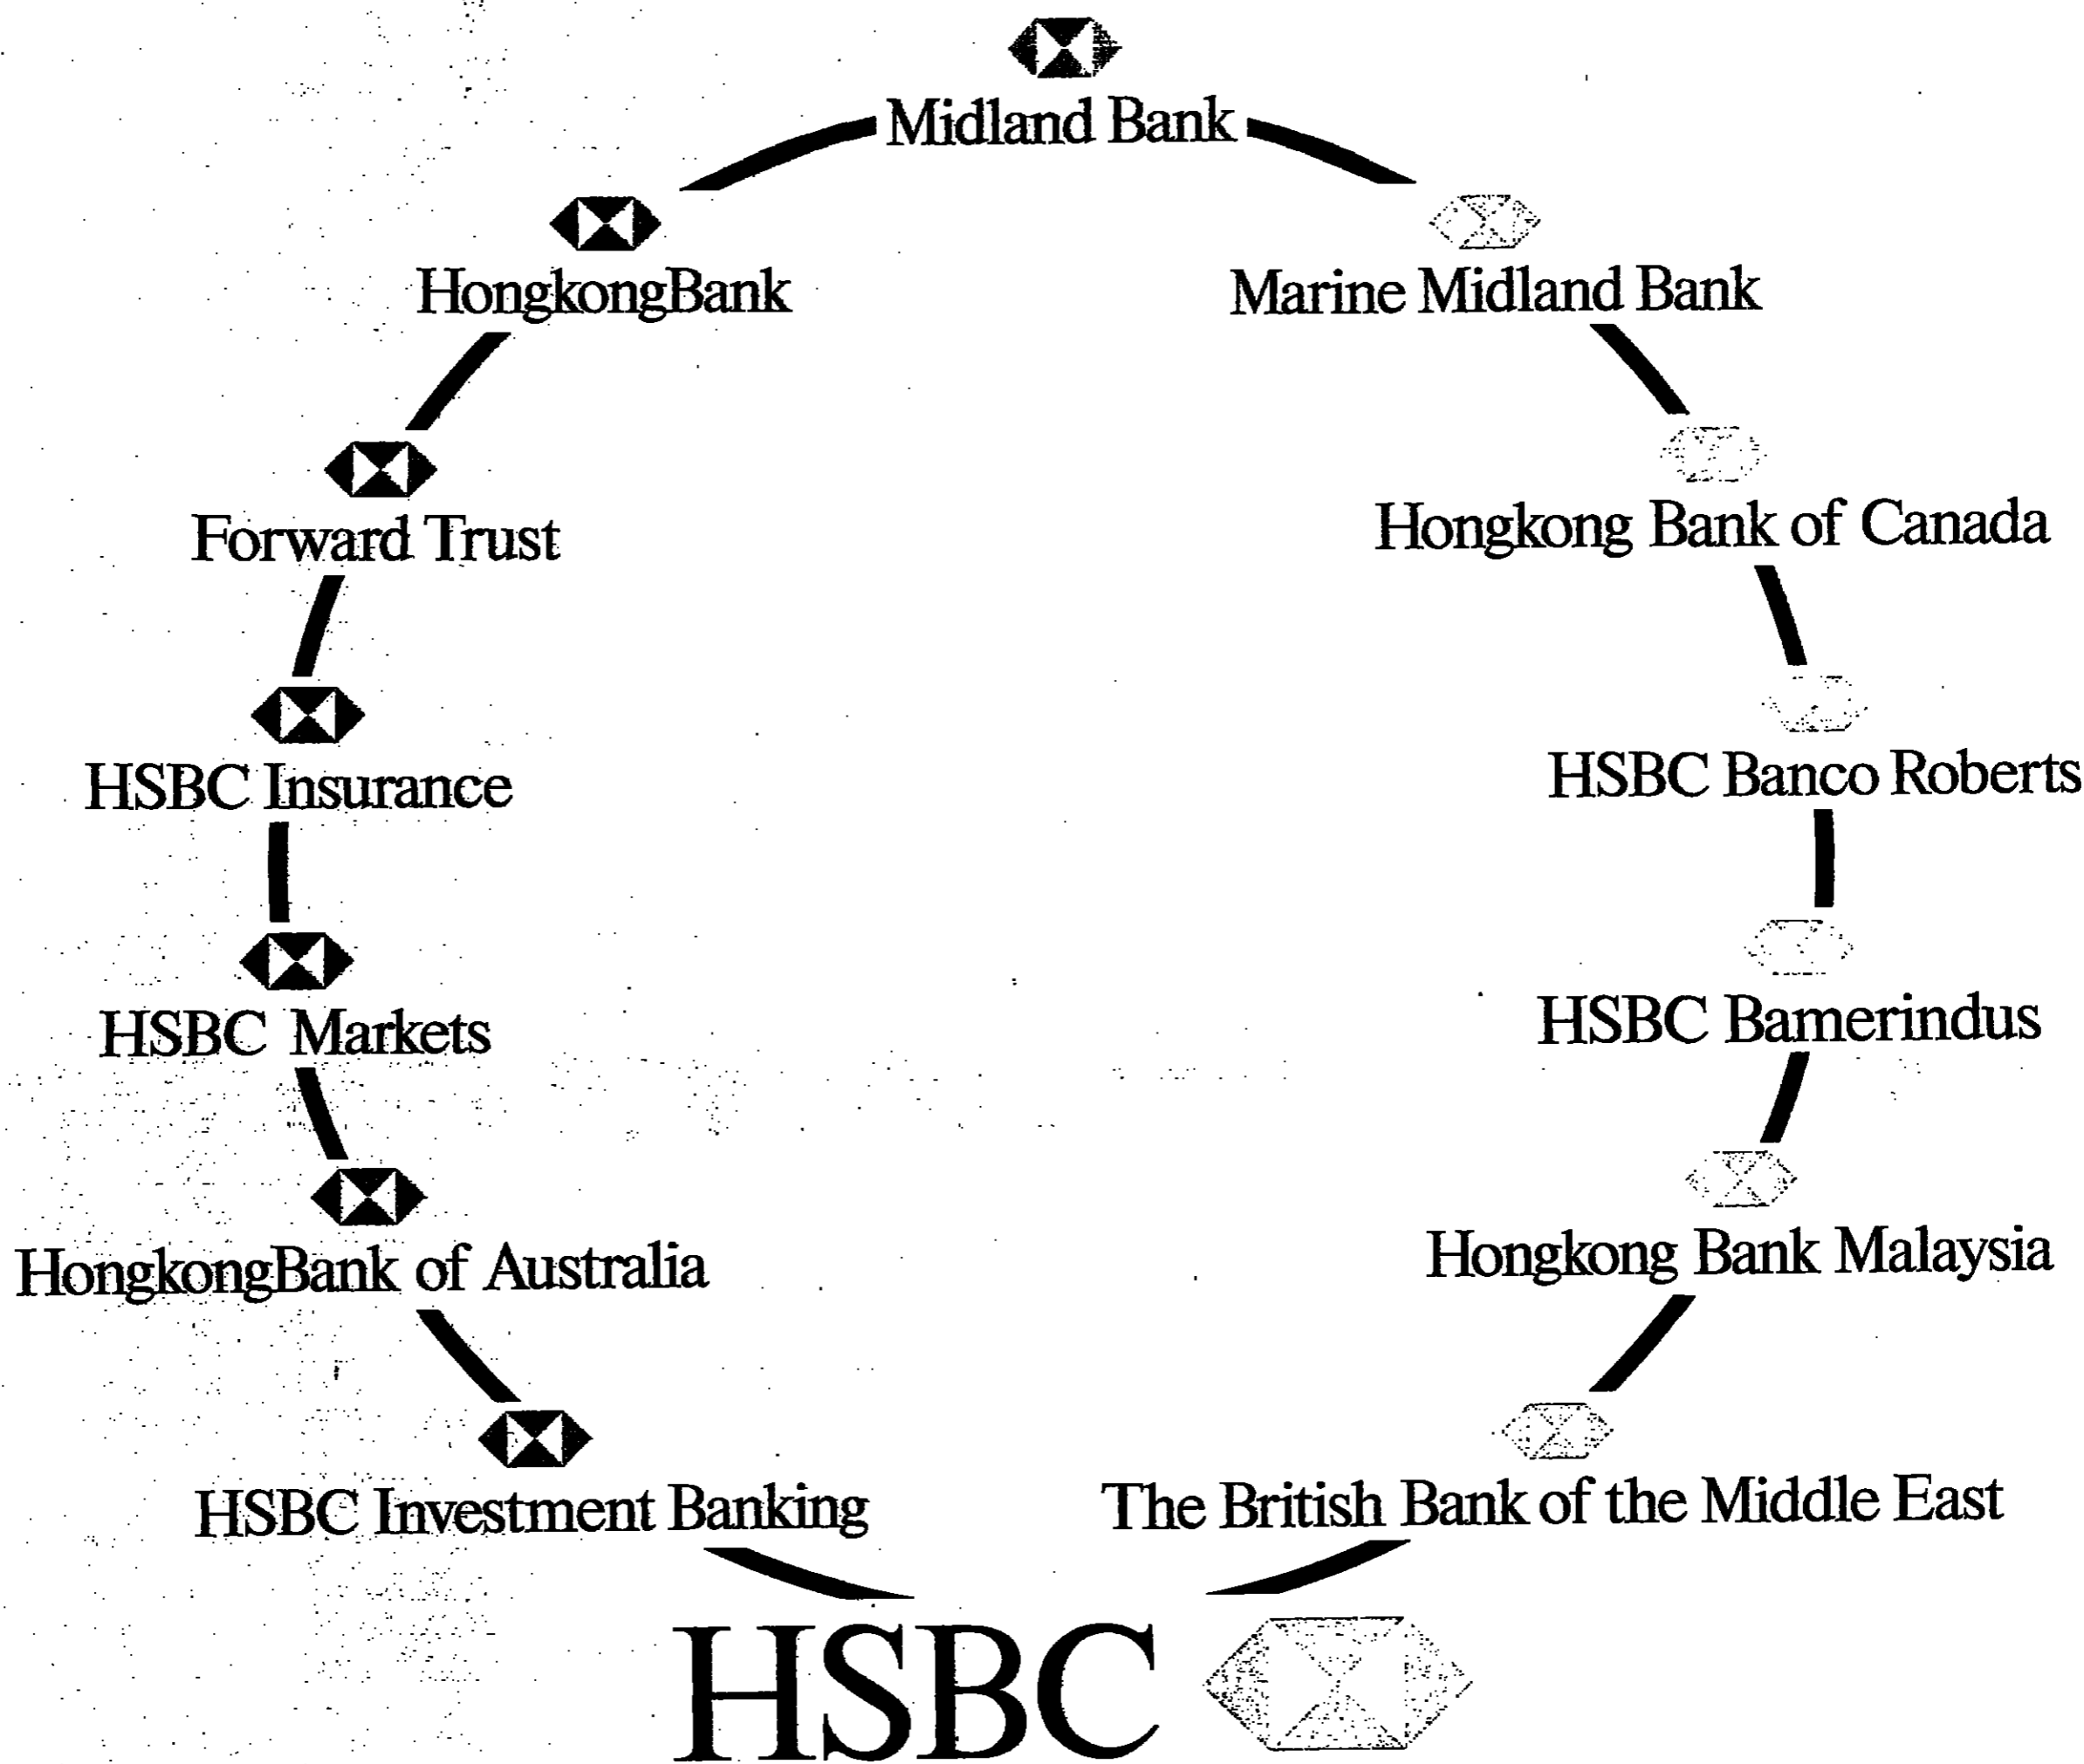 Midland Bank
HongkongBank
Marine Midland Bank
Forward Trust
Hongkong Bank of Canada
HSBC Insurance
HSBC Banco Roberts
HSBC Markets
HSBC Bamerindus
HongkongBank of Australia
Hongkong Bank Malaysia
HSBC Investment Banking
The British Bank of the Middle East
HSBC